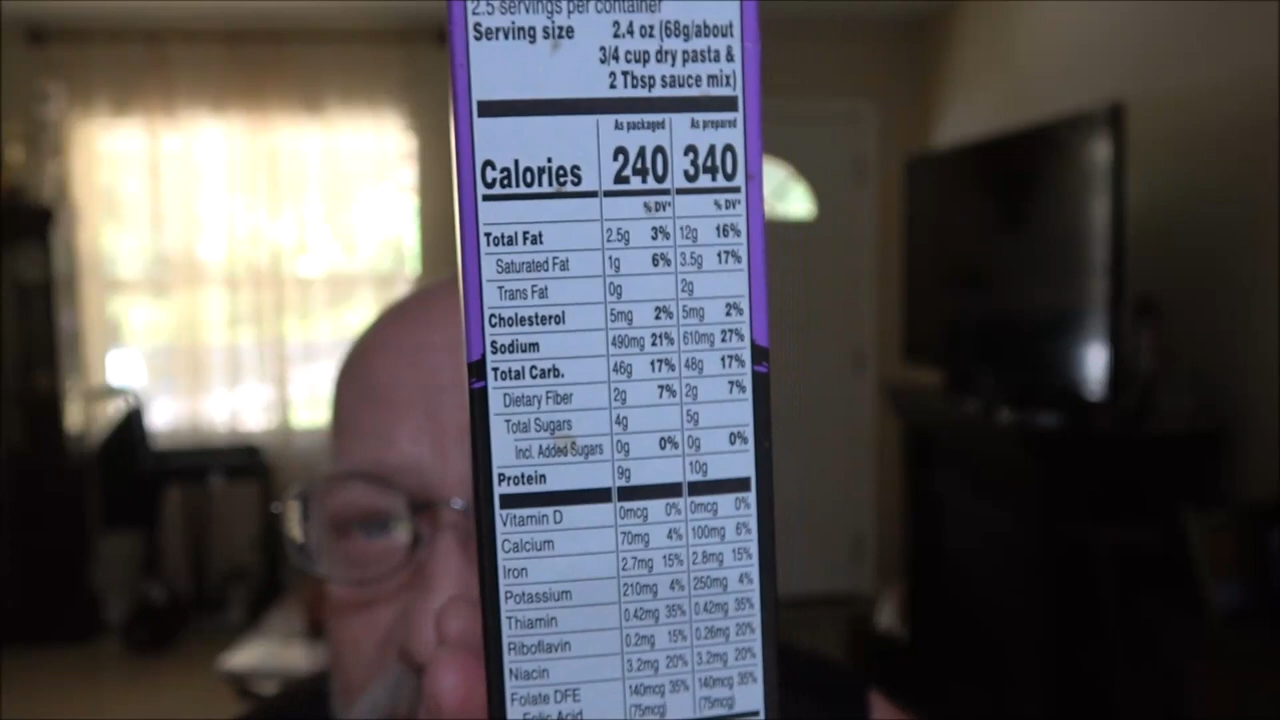 2.5 servings per container
Serving size 2.4 oz (68g/about
3/4 cup dry pasta &
2 Tbsp sauce mix)
As packaged As prepared
Calories 240 340
% DV* % DV*
Total Fat 2.5g 3% 12g 16%
Saturated Fat 1g 6% 3.5g 17%
Trans Fat 0g 2g
Cholesterol 5mg 2% 5mg 2%
Sodium 490mg 21% 610mg 27%
Total Carb. 46g 17% 48g 17%
Dietary Fiber 2g 7% 2g 7%
Total Sugars 4g 5g
Incl. Added Sugars 0g 0% 0g 0%
Protein 9g 10g
Vitamin D 0mcg 0% 0mcg 0%
Calcium 70mg 4% 100mg 6%
Iron 2.7mg 15% 2.8mg 15%
Potassium 210mg 4% 250mg 4%
Thiamin 0.42mg 35% 0.42mg 35%
Riboflavin 0.2mg 15% 0.26mg 20%
Niacin 3.2mg 20% 3.2mg 20%
Folate DFE 140mcg 35% 140mcg 35%
Folic Acid (75mcg) (75mcg)